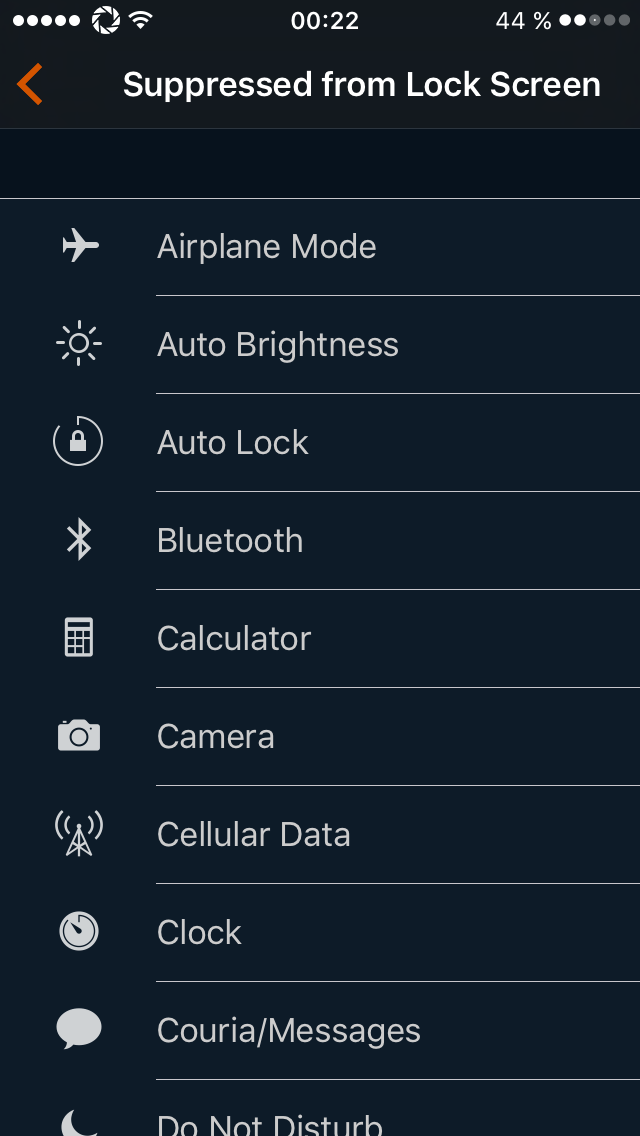 00:22
44 %
Suppressed from Lock Screen
Airplane Mode
Auto Brightness
Auto Lock
Bluetooth
Calculator
Camera
Cellular Data
Clock
Couria/Messages
Do Not Disturb